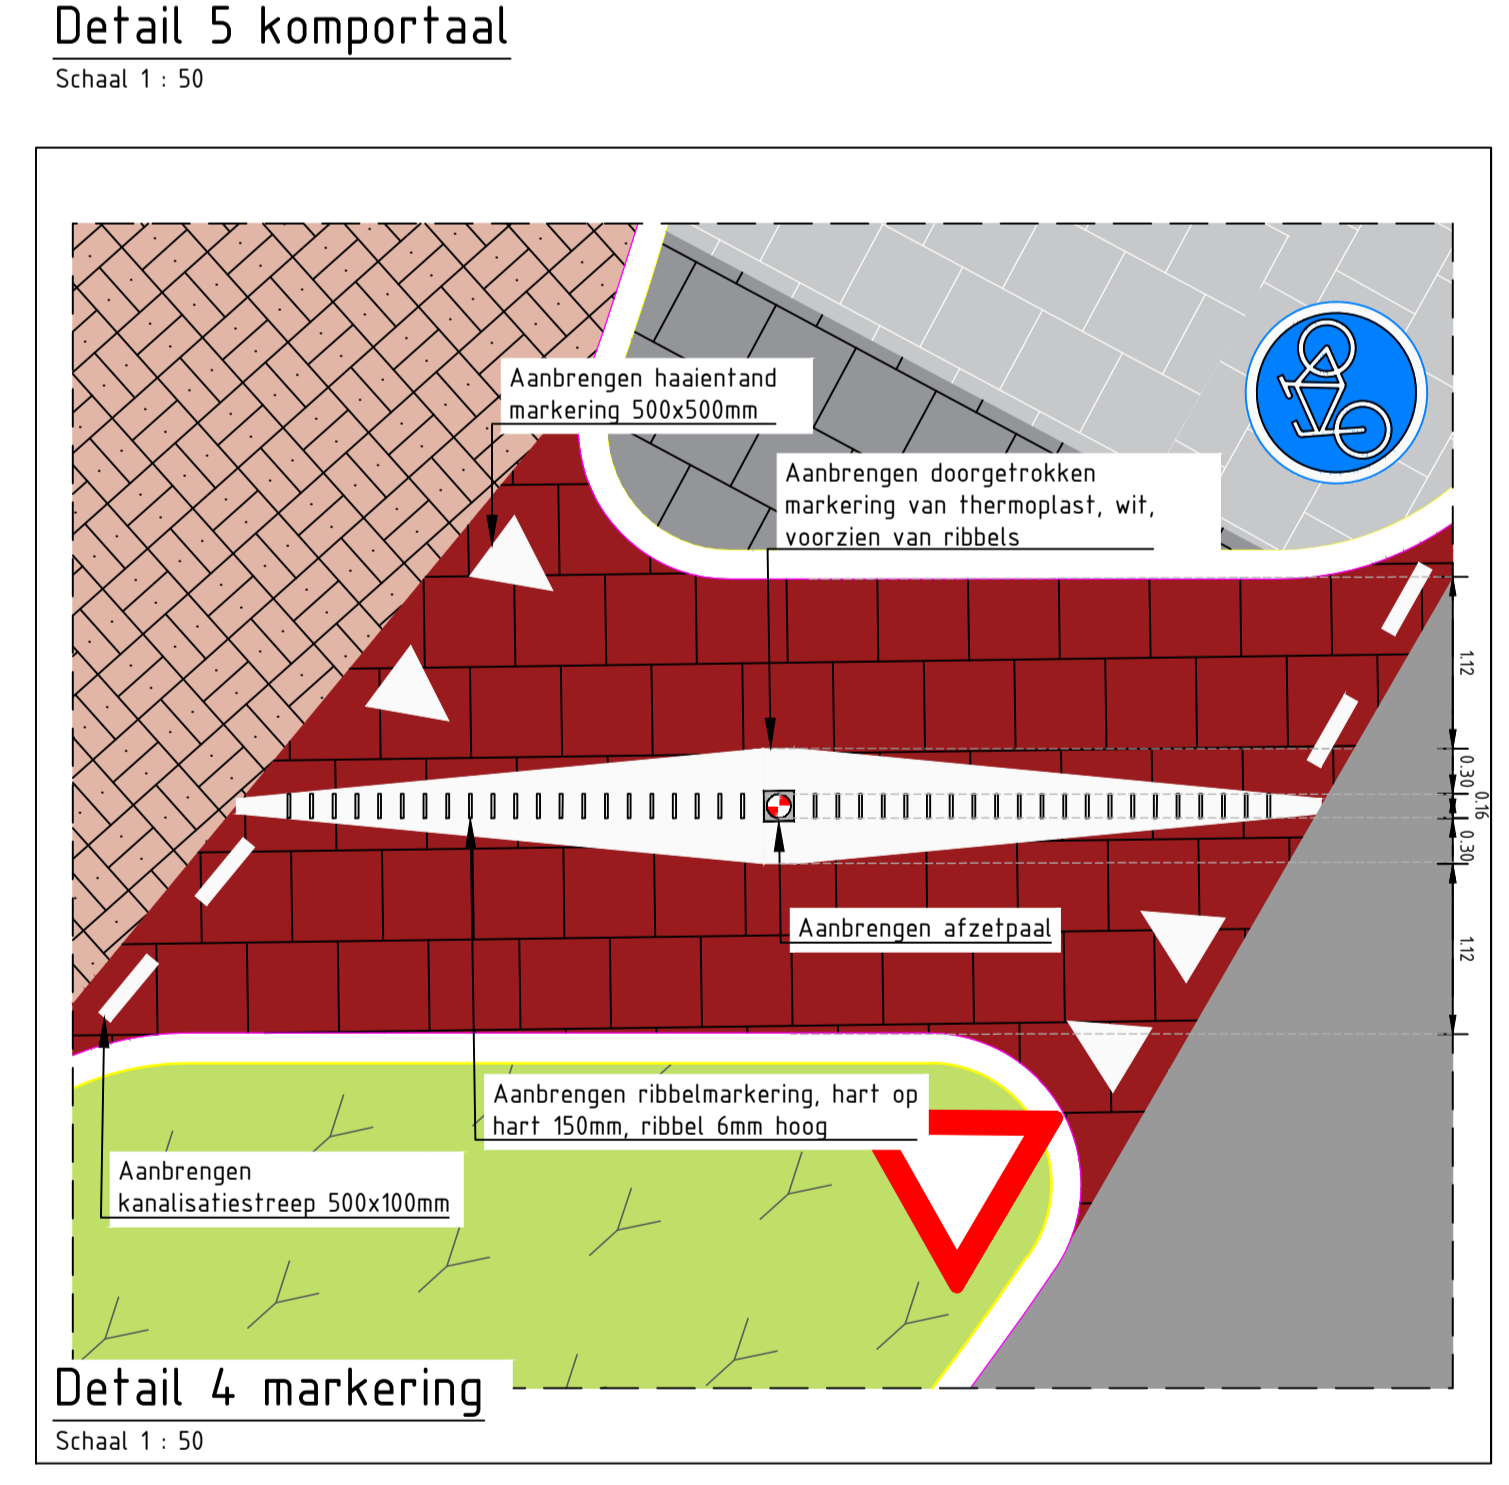 Detail 5 komportaal
Schaal 1 : 50
Aanbrengen haaientand
markering 500x500mm
Aanbrengen doorgetrokken
markering van thermoplast, wit,
voorzien van ribbels
1.12
0.30
0.16
0.30
1.12
Aanbrengen afzetpaal
Aanbrengen ribbelmarkering, hart op
hart 150mm, ribbel 6mm hoog
Aanbrengen
kanalisatiestreep 500x100mm
Detail 4 markering
Schaal 1 : 50